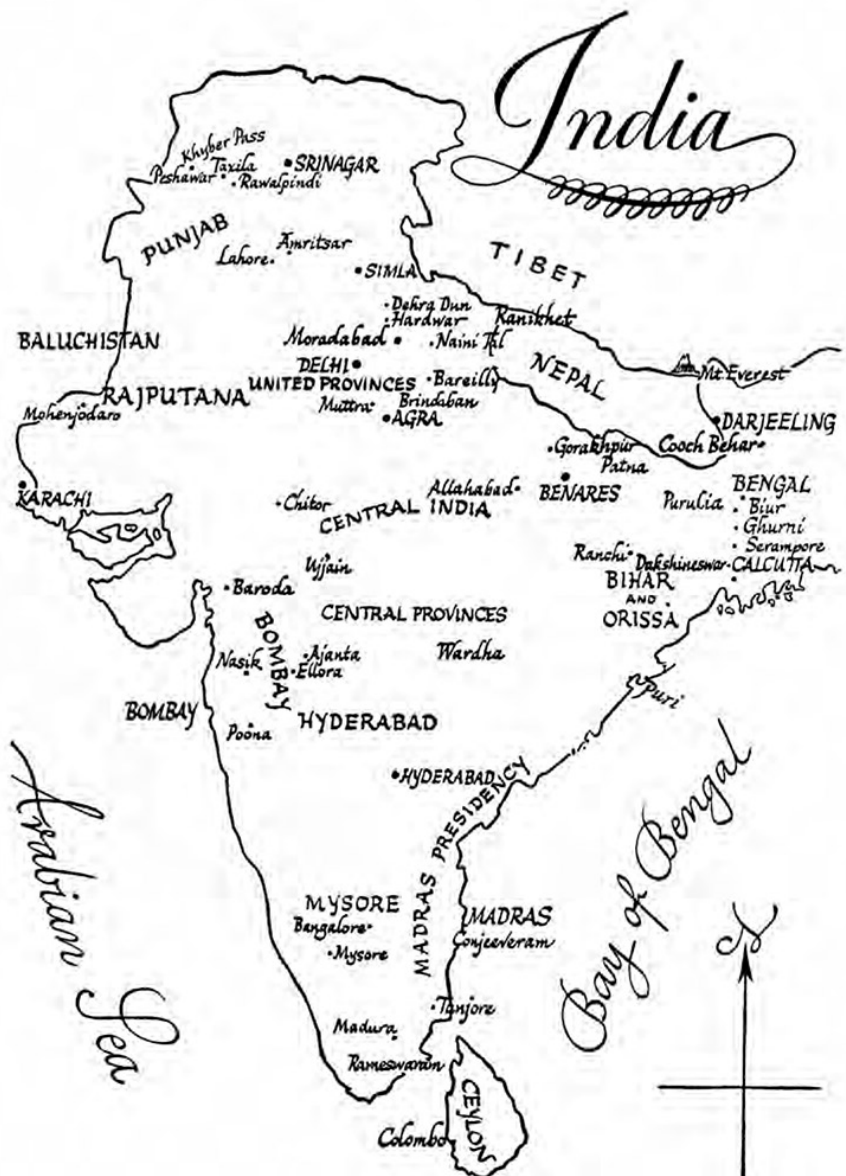 India
Khyber Pass
Peshawar
Taxila
SRINAGAR
Rawalpindi
PUNJAB
Lahore
Amritsar
SIMLA
TIBET
Dehra Dun
Hardwar
Ranikhet
BALUCHISTAN
Moradabad
Naini Tal
DELHI
NEPAL
Mt Everest
UNITED PROVINCES
Bareilly
RAJPUTANA
Muttra
Brindaban
Mohenjodaro
AGRA
DARJEELING
Gorakhpur
Cooch Behar
Patna
KARACHI
Chitor
CENTRAL INDIA
Allahabad
BENARES
Purulia
BENGAL
Biur
Ghurni
Serampore
Ujjain
Ranchi
Dakshineswar
CALCUTTA
Baroda
BIHAR
AND
ORISSA
CENTRAL PROVINCES
BOMBAY
Nasik
Ajanta
Ellora
Wardha
Puri
BOMBAY
Poona
HYDERABAD
HYDERABAD
MADRAS PRESIDENCY
Arabian Sea
Bay of Bengal
MYSORE
Bangalore
Mysore
MADRAS
Conjeeveram
Tanjore
Madura
Rameswaram
CEYLON
Colombo
N